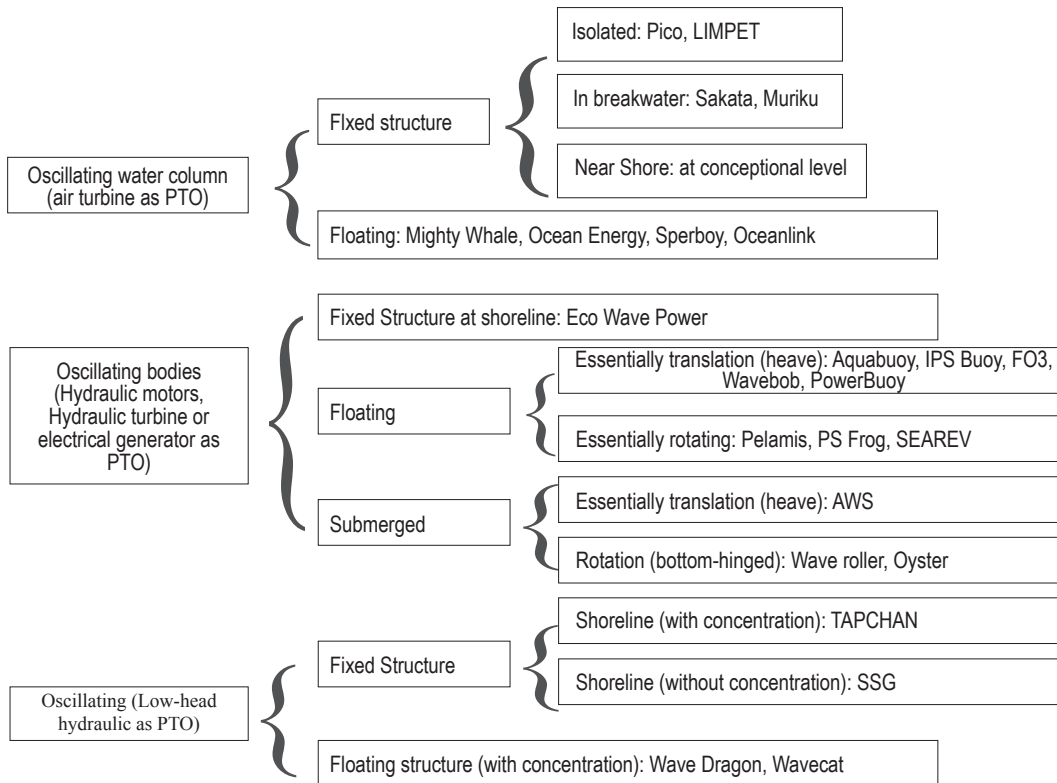 Isolated: Pico, LIMPET
FIxed structure
In breakwater: Sakata, Muriku
Near Shore: at conceptional level
Oscillating water column
(air turbine as PTO)
Floating: Mighty Whale, Ocean Energy, Sperboy, Oceanlink
Fixed Structure at shoreline: Eco Wave Power
Oscillating bodies
(Hydraulic motors,
Hydraulic turbine or
electrical generator as
PTO)
Floating
Essentially translation (heave): Aquabuoy, IPS Buoy, FO3,
Wavebob, PowerBuoy
Essentially rotating: Pelamis, PS Frog, SEAREV
Submerged
Essentially translation (heave): AWS
Rotation (bottom-hinged): Wave roller, Oyster
Oscillating (Low-head
hydraulic as PTO)
Fixed Structure
Shoreline (with concentration): TAPCHAN
Shoreline (without concentration): SSG
Floating structure (with concentration): Wave Dragon, Wavecat